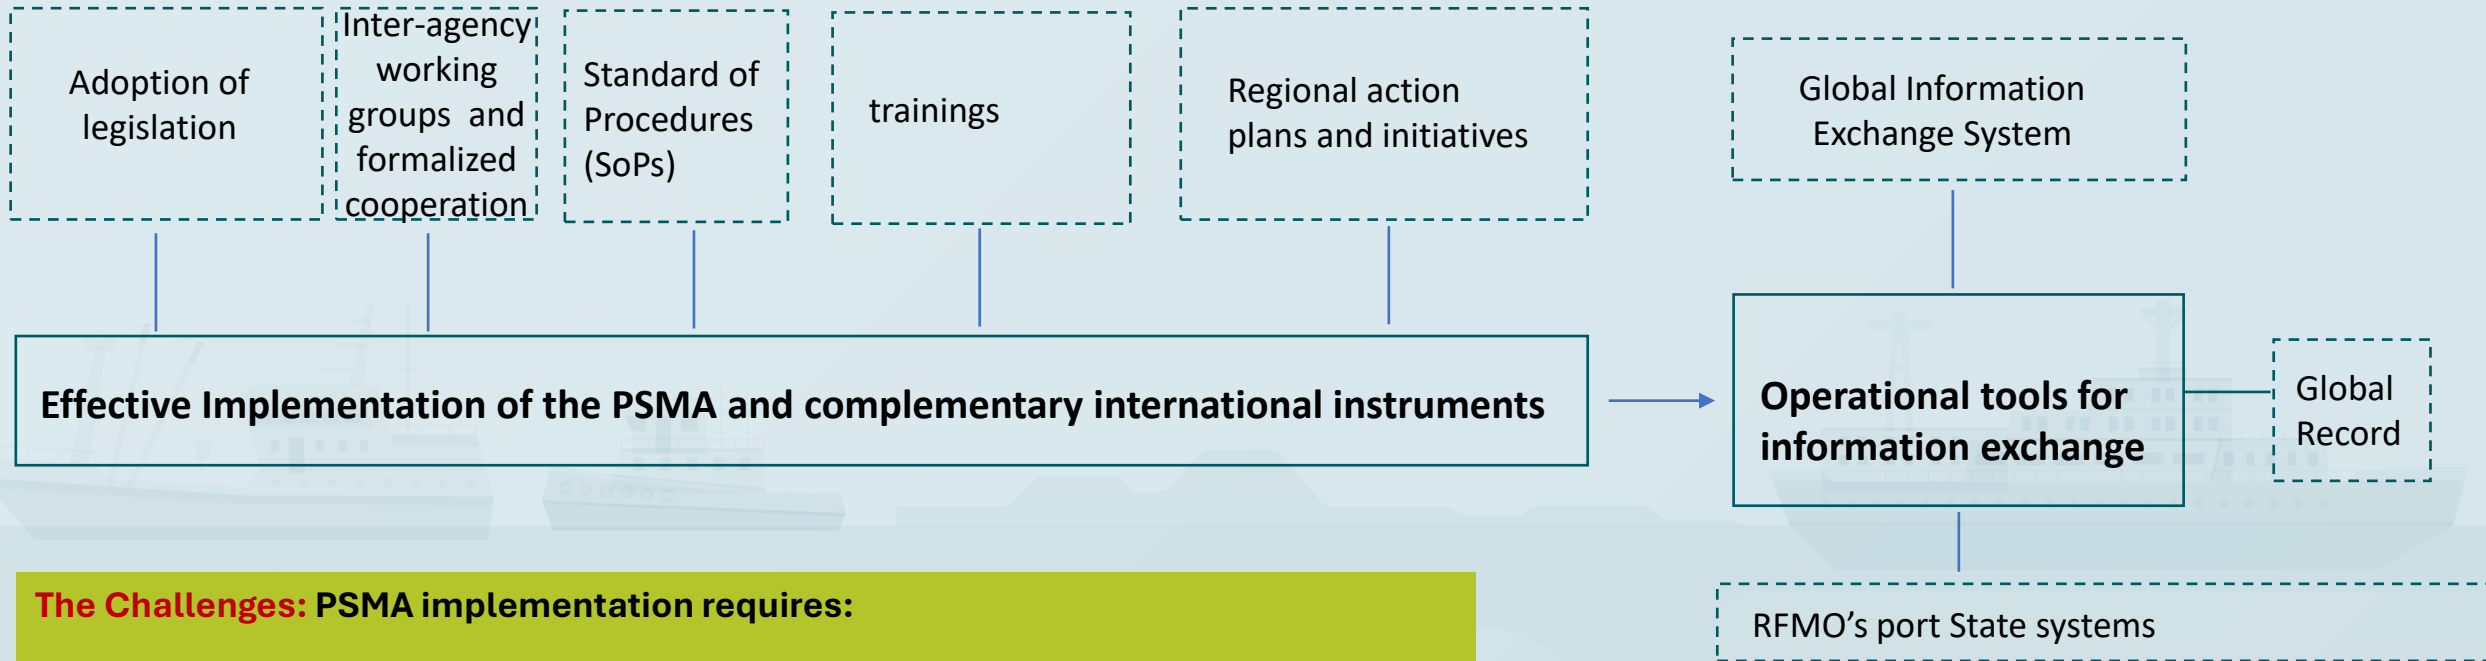 Adoption of
legislation
Inter-agency
working
groups and
formalized
cooperation
Standard of
Procedures
(SoPs)
trainings
Regional action
plans and initiatives
Global Information
Exchange System
Effective Implementation of the PSMA and complementary international instruments
Operational tools for
information exchange
Global
Record
The Challenges: PSMA implementation requires:
RFMO's port State systems